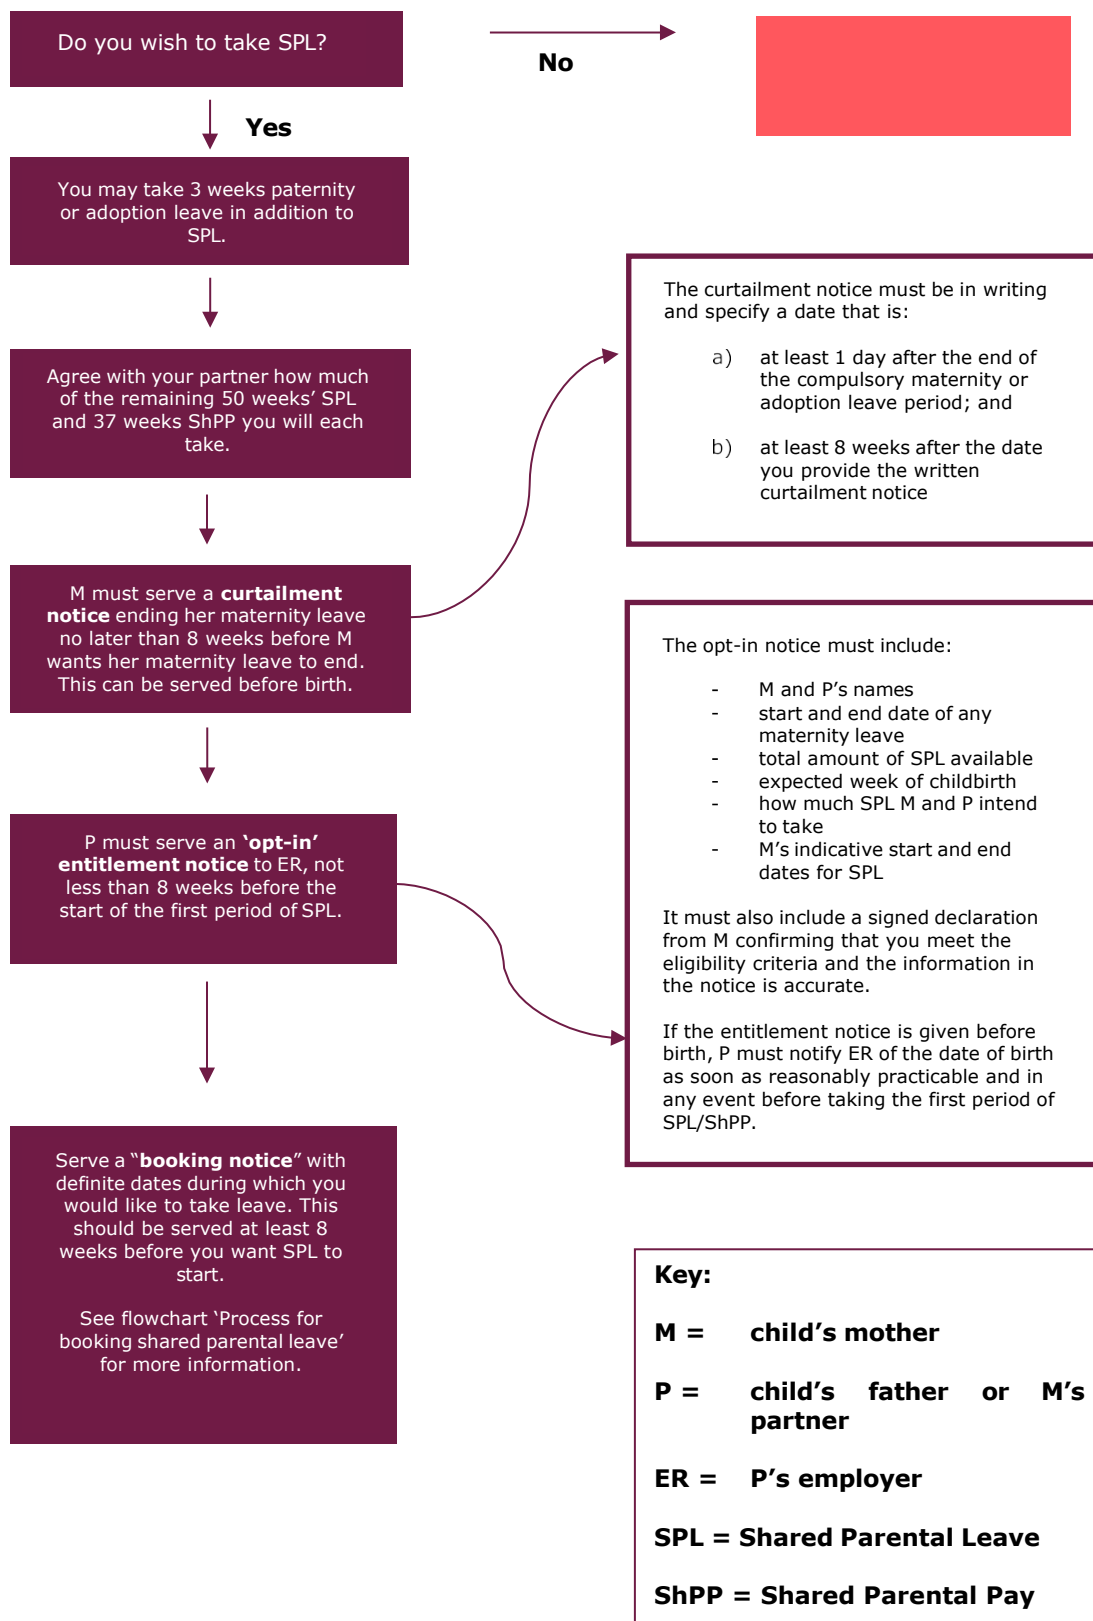 Do you wish to take SPL?
No
Yes
You may take 3 weeks paternity
or adoption leave in addition to
SPL.
Agree with your partner how much
of the remaining 50 weeks’ SPL
and 37 weeks ShPP you will each
take.
M must serve a curtailment
notice ending her maternity leave
no later than 8 weeks before M
wants her maternity leave to end.
This can be served before birth.
P must serve an ‘opt-in’
entitlement notice to ER, not
less than 8 weeks before the
start of the first period of SPL.
Serve a “booking notice” with
definite dates during which you
would like to take leave. This
should be served at least 8
weeks before you want SPL to
start.
See flowchart ‘Process for
booking shared parental leave’
for more information.
The curtailment notice must be in writing
and specify a date that is:
a) at least 1 day after the end of
the compulsory maternity or
adoption leave period; and
b) at least 8 weeks after the date
you provide the written
curtailment notice
The opt-in notice must include:
- M and P’s names
- start and end date of any
maternity leave
- total amount of SPL available
- expected week of childbirth
- how much SPL M and P intend
to take
- M’s indicative start and end
dates for SPL
It must also include a signed declaration
from M confirming that you meet the
eligibility criteria and the information in
the notice is accurate.
If the entitlement notice is given before
birth, P must notify ER of the date of birth
as soon as reasonably practicable and in
any event before taking the first period of
SPL/ShPP.
Key:
M = child’s mother
P = child’s father or M’s
partner
ER = P’s employer
SPL = Shared Parental Leave
ShPP = Shared Parental Pay